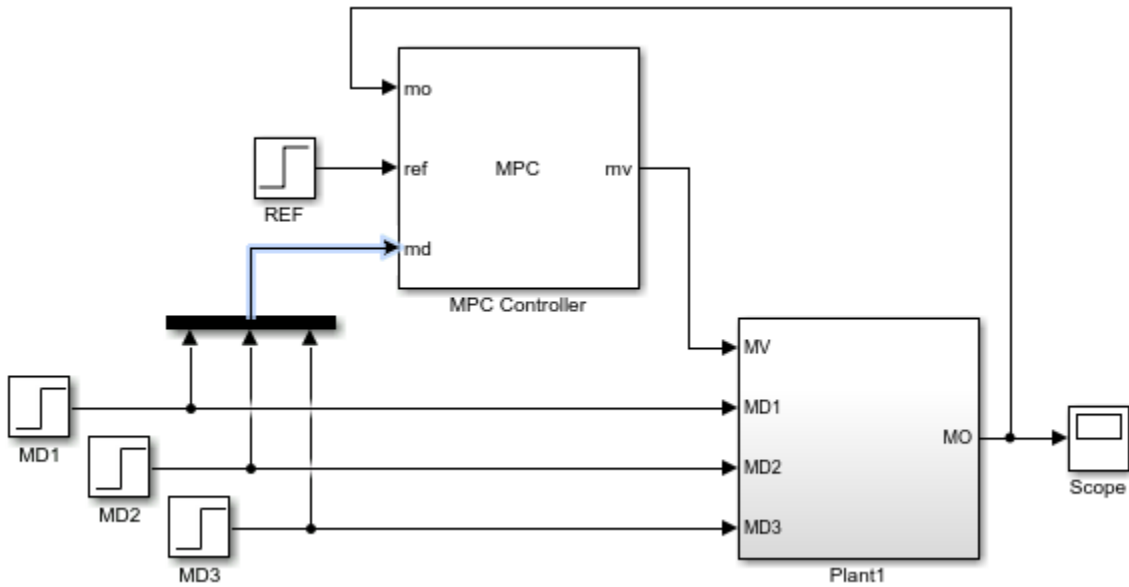 mo
ref
MPC
mv
REF
md
MPC Controller
MV
MD1
MD1
MO
MD2
Scope
MD2
MD3
MD3
Plant1